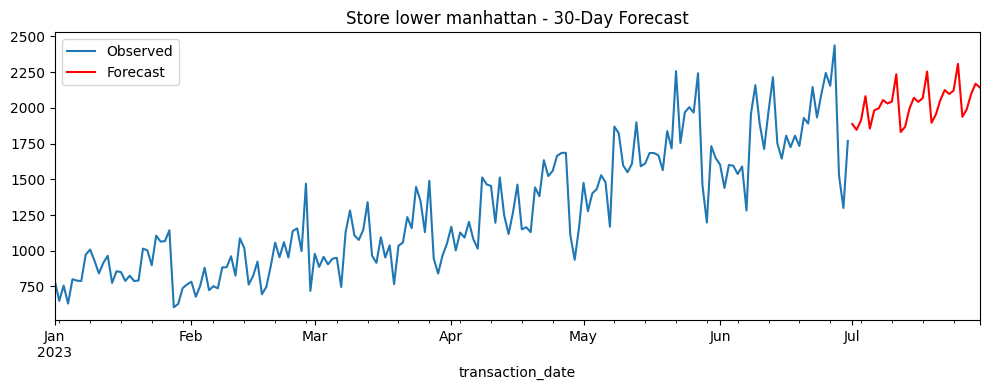 Store lower manhattan - 30-Day Forecast
2500
2250
2000
1750
1500
1250
1000
750
Observed
Forecast
Jan
2023
Feb
Mar
Apr
May
Jun
Jul
transaction_date